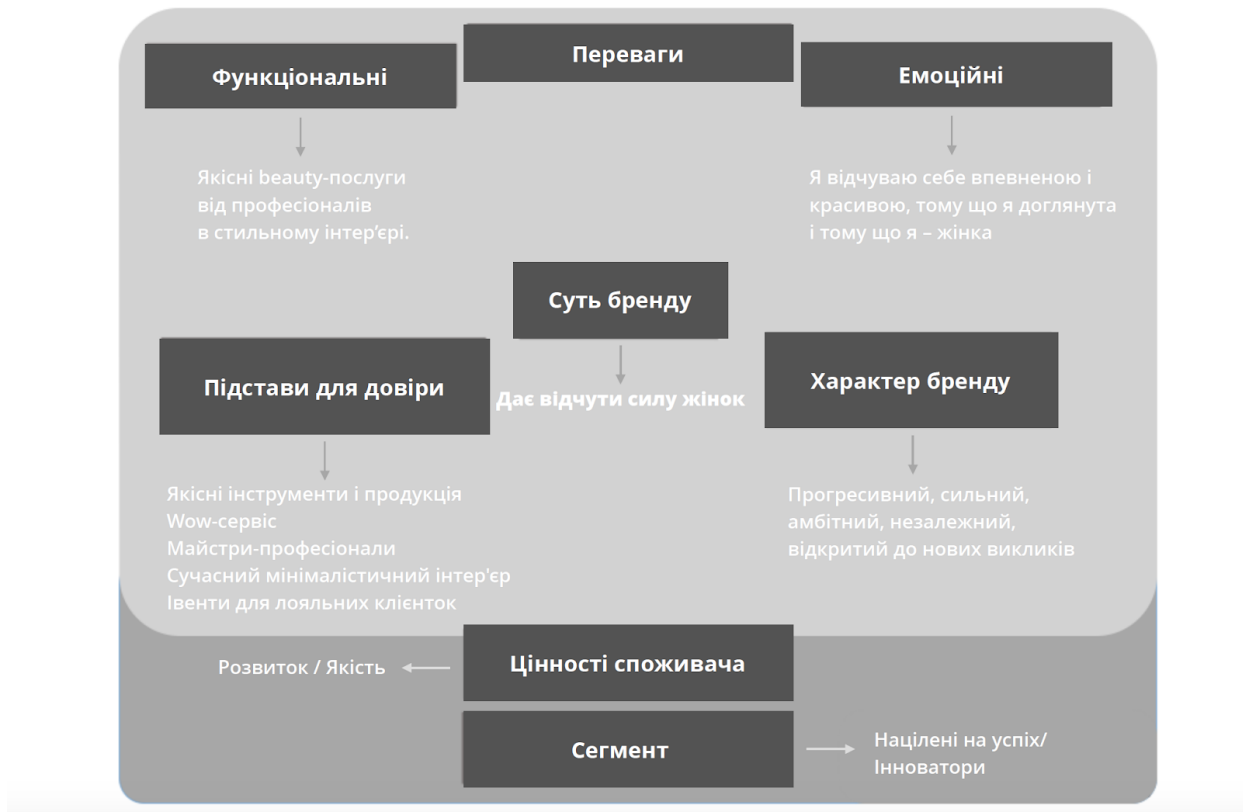 Переваги
Функціональні
Емоційні
Якісні beauty-послуги
від професіоналів
в стильному інтер’єрі.
Я відчуваю себе впевненою і
красивою, тому що я доглянута
і тому що я – жінка
Суть бренду
Дає відчути силу жінок
Підстави для довіри
Характер бренду
Якісні інструменти і продукція
Wow-сервіс
Майстри-професіонали
Сучасний мінімалістичний інтер'єр
Івенти для лояльних клієнток
Прогресивний, сильний,
амбітний, незалежний,
відкритий до нових викликів
Цінності споживача
Розвиток / Якість
Сегмент
Націлені на успіх/
Інноватори